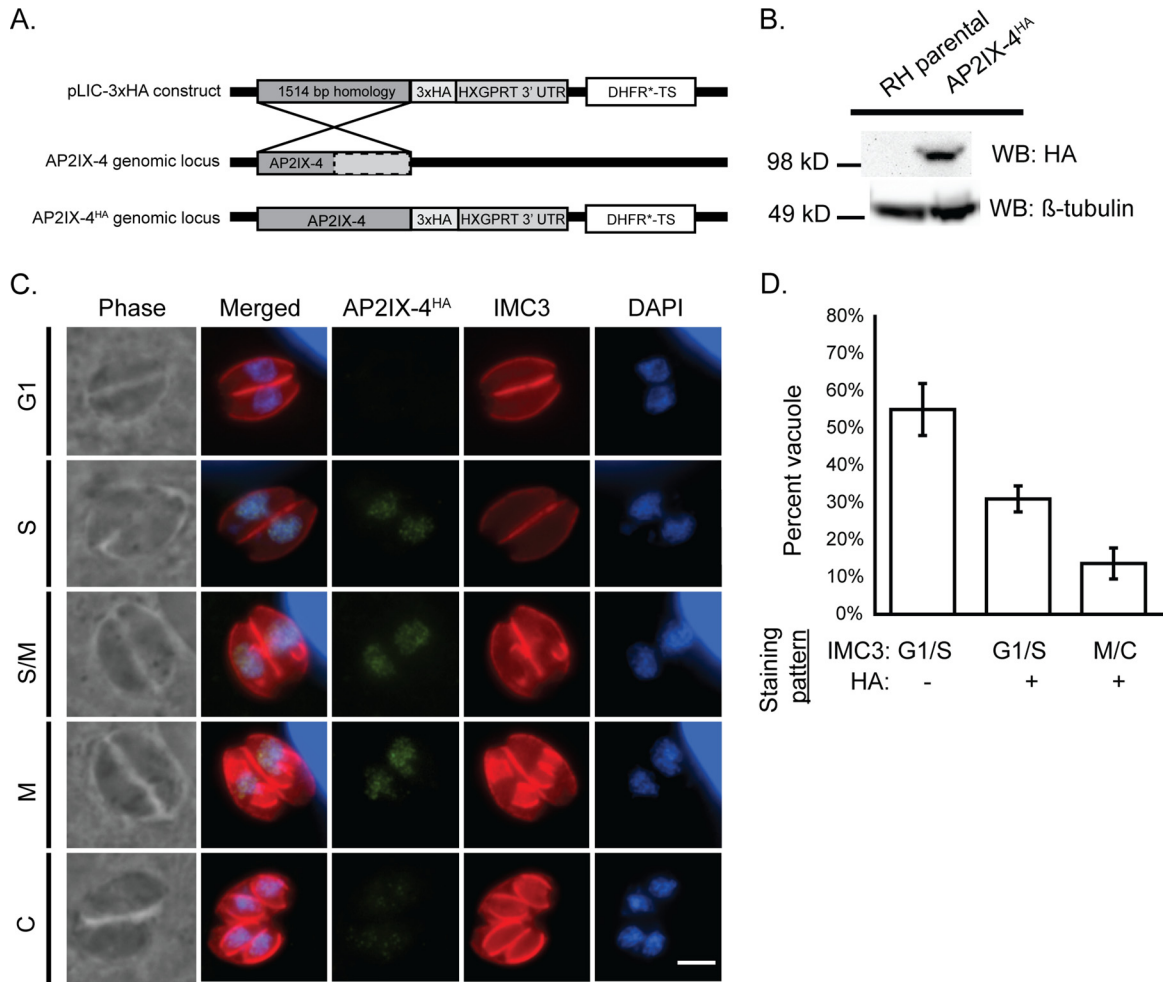 A.
pLIC-3xHA construct
1514 bp homology
3xHA
HXGPRT 3' UTR
DHFR*-TS
AP2IX-4 genomic locus
AP2IX-4
AP2IX-4HA genomic locus
AP2IX-4
3xHA
HXGPRT 3' UTR
DHFR*-TS
B.
RH parental
AP2IX-4HA
98 kD
WB: HA
49 kD
WB: ß-tubulin
C.
Phase
Merged
AP2IX-4HA
IMC3
DAPI
G1
S
S/M
M
C
D.
Percent vacuole
80%
70%
60%
50%
40%
30%
20%
10%
0%
Staining pattern
IMC3: G1/S G1/S M/C
HA: - + +